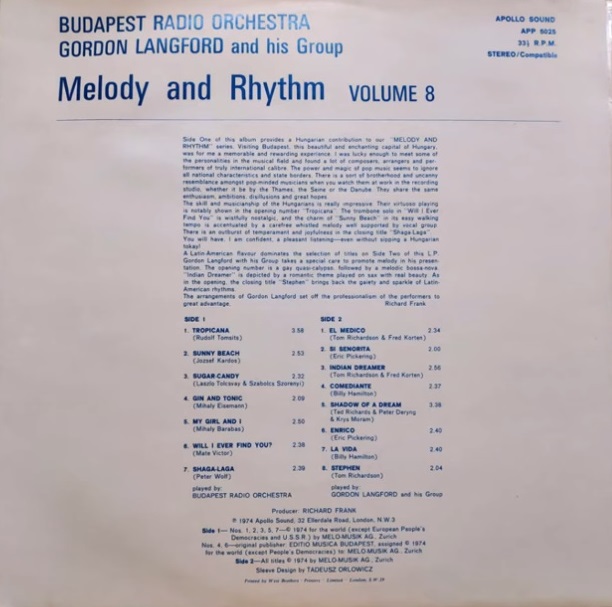 BUDAPEST RADIO ORCHESTRA
GORDON LANGFORD and his Group
APOLLO SOUND
APP 5025
33⅓ R.P.M.
STEREO/Compatible
Melody and Rhythm VOLUME 8
Side One of this album provides a Hungarian contribution to our "MELODY AND
RHYTHM" series. Visiting Budapest, this beautiful and enchanting capital of Hungary,
was for me a memorable and rewarding experience. I was lucky enough to meet some of
the personalities in the musical field and found a lot of composers, arrangers and per-
formers of truly international calibre. The power and magic of pop music seems to ignore
all national characteristics and state borders. There is a sort of brotherhood and uncanny
resemblance amongst pop-minded musicians when you watch them at work in the recording
studio, whether it be by the Thames, the Seine or the Danube. They share the same
enthusiasm, ambitions, disillusions and great hopes.
The skill and musicianship of the Hungarians is really impressive. Their virtuoso playing
is notably shown in the opening number "Tropicana". The trombone solo in "Will I Ever
Find You" is wistfully nostalgic, and the charm of "Sunny Beach" in its easy walking
tempo is accentuated by a carefree whistled melody well supported by vocal group.
There is an outburst of temperament and joyfulness in the closing title "Shaga-Laga".
You will have, I am confident, a pleasant listening—even without sipping a Hungarian
tokay!
A Latin-American flavour dominates the selection of titles on Side Two of this L.P.
Gordon Langford with his Group takes a special care to promote melody in his presen-
tation. The opening number is a gay quasi-calypso, followed by a melodic bossa-nova.
"Indian Dreamer" is depicted by a romantic theme played on sax with real beauty. As
in the opening, the closing title "Stephen" brings back the gaiety and sparkle of Latin-
American rhythms.
The arrangements of Gordon Langford set off the professionalism of the performers to
great advantage. Richard Frank
SIDE 1
1. TROPICANA 3.58
(Rudolf Tomsits)
2. SUNNY BEACH 2.53
(Jozsef Kardos)
3. SUGAR-CANDY 2.32
(Laszlo Tolcsvay & Szabolcs Szorenyi)
4. GIN AND TONIC 2.09
(Mihaly Eisemann)
5. MY GIRL AND I 2.50
(Mihaly Barabas)
6. WILL I EVER FIND YOU? 2.38
(Mate Victor)
7. SHAGA-LAGA 2.39
(Peter Wolf)
played by:
BUDAPEST RADIO ORCHESTRA
SIDE 2
1. EL MEDICO 2.34
(Tom Richardson & Fred Korten)
2. SI SENORITA 2.00
(Eric Pickering)
3. INDIAN DREAMER 2.56
(Tom Richardson & Fred Korten)
4. COMEDIANTE 2.37
(Billy Hamilton)
5. SHADOW OF A DREAM 3.38
(Ted Richards & Peter Deryng
& Krys Moram)
6. ENRICO 2.40
(Eric Pickering)
7. LA VIDA 2.40
(Billy Hamilton)
8. STEPHEN 2.04
(Tom Richardson)
played by:
GORDON LANGFORD and his Group
Producer: RICHARD FRANK
℗ 1974 Apollo Sound, 32 Ellerdale Road, London, N.W.3
Side 1— Nos. 1, 2, 3, 5, 7—© 1974 for the world (except European People's
Democracies and U.S.S.R.) by MELO-MUSIK AG., Zurich
Nos. 4, 6—original publisher: EDITIO MUSICA BUDAPEST, assigned © 1974
for the world (except People's Democracies) to: MELO-MUSIK AG., Zurich
Side 2—All titles © 1974 by MELO-MUSIK AG., Zurich
Sleeve Design by TADEUSZ ORLOWICZ
Printed by West Brothers · Printers · Limited · London, S.W.20